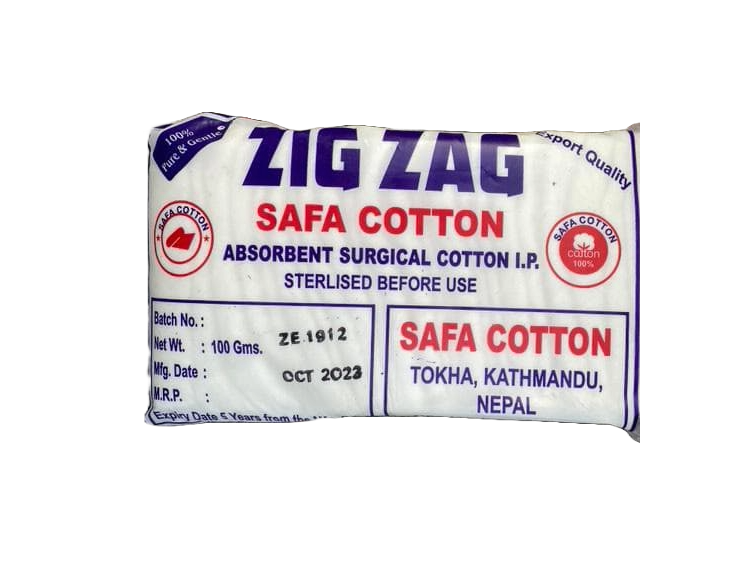 100%
Pure & Gentle
ZIG ZAG
Export Quality
SAFA COTTON
SAFA COTTON
SAFA COTTON
cotton
100%
ABSORBENT SURGICAL COTTON I.P.
STERILISED BEFORE USE
Batch No. :
ZE 1912
Net Wt. : 100 Gms.
Mfg. Date :
OCT 2023
M.R.P. :
Expiry Date 5 Years from the
SAFA COTTON
TOKHA, KATHMANDU,
NEPAL